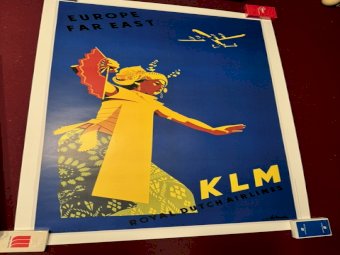 EUROPE
FAR EAST
KLM
ROYAL DUTCH AIRLINES